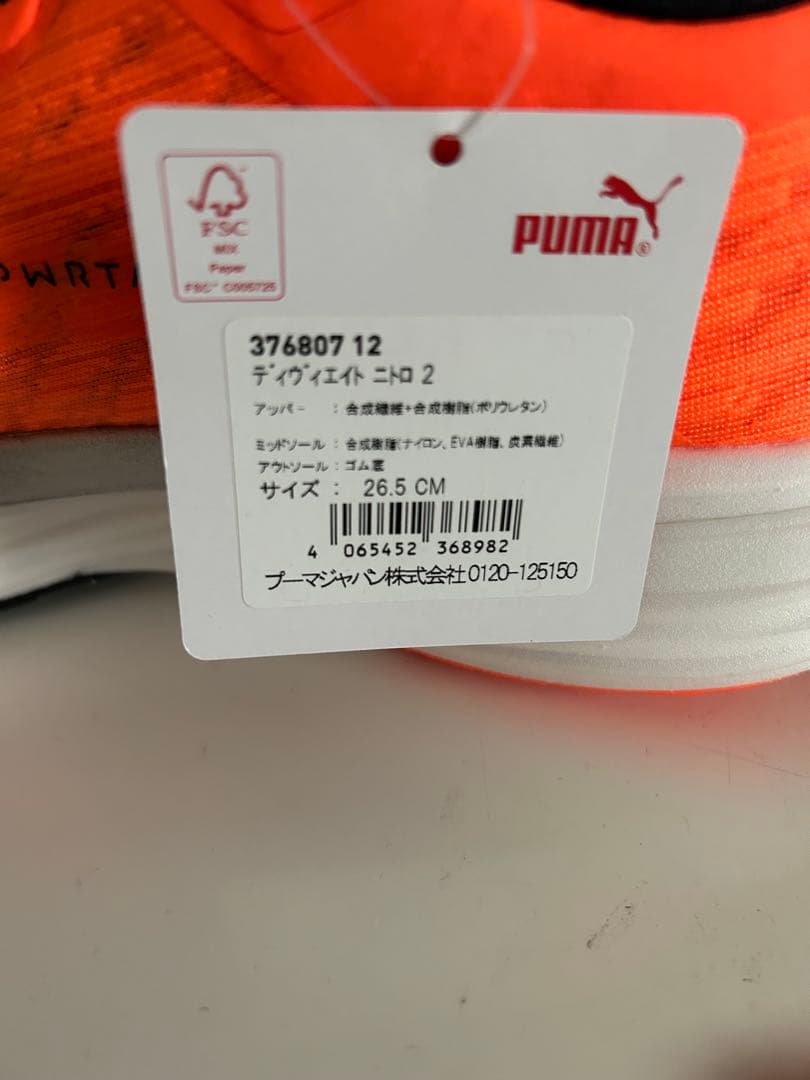 FSC
MIX
Paper
FSC™ C005725
PUMA®
PWRTA
376807 12
ディヴィエイト ニトロ 2
アッパー : 合成繊維+合成樹脂(ポリウレタン)
ミッドソール : 合成樹脂(ナイロン、EVA樹脂、炭素繊維)
アウトソール : ゴム底
サイズ : 26.5 CM
4 065452 368982
プーマジャパン株式会社 0120-125150